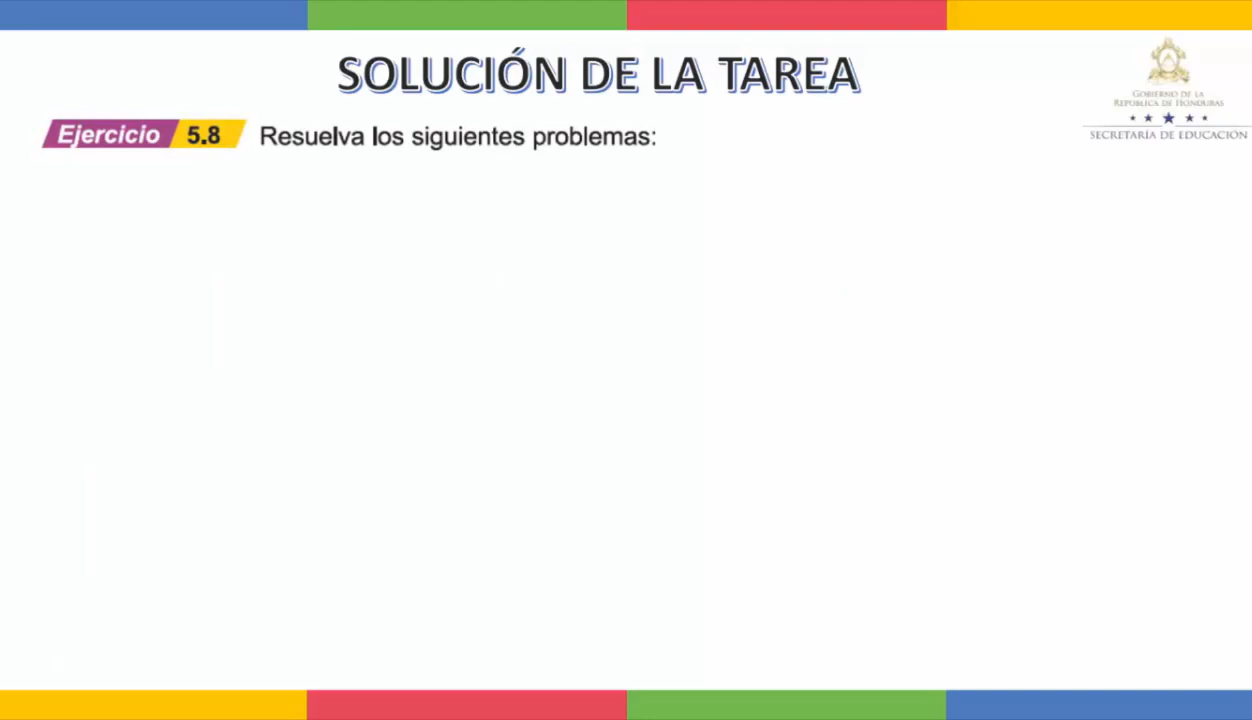 SOLUCIÓN DE LA TAREA
GOBIERNO DE LA
REPÚBLICA DE HONDURAS
SECRETARÍA DE EDUCACIÓN
Ejercicio 5.8 Resuelva los siguientes problemas: